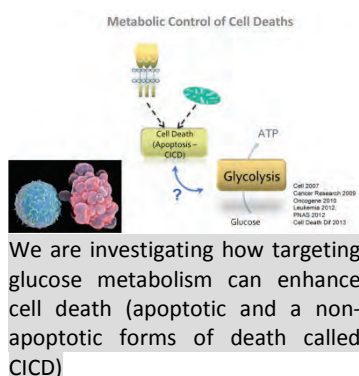 Metabolic Control of Cell Deaths
Cell Death
(Apoptosis –
CICD)
ATP
?
Glycolysis
Glucose
Cell 2007
Cancer Research 2009
Oncogene 2010
Leukemia 2012.
PNAS 2012
Cell Death Dif 2013
We are investigating how targeting
glucose metabolism can enhance
cell death (apoptotic and a non-
apoptotic forms of death called
CICD)